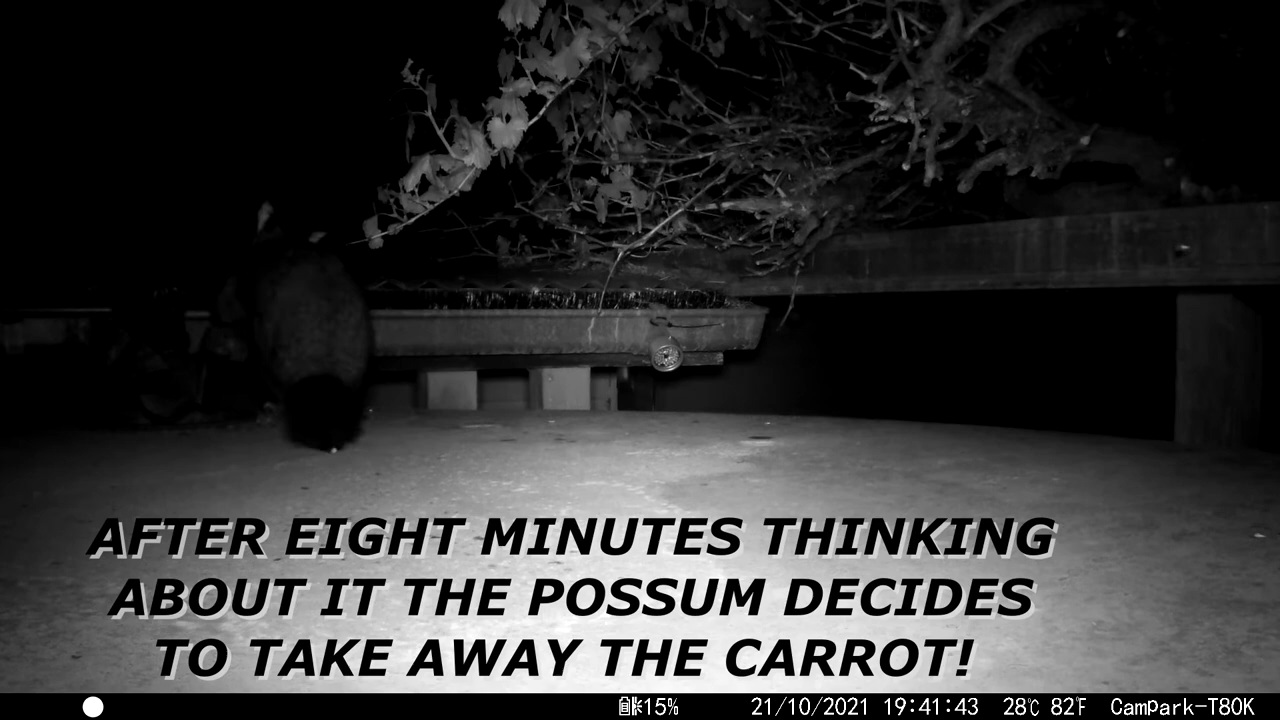 AFTER EIGHT MINUTES THINKING
ABOUT IT THE POSSUM DECIDES
TO TAKE AWAY THE CARROT!
15% 21/10/2021 19:41:43 28℃ 82℉ CamPark-T80K